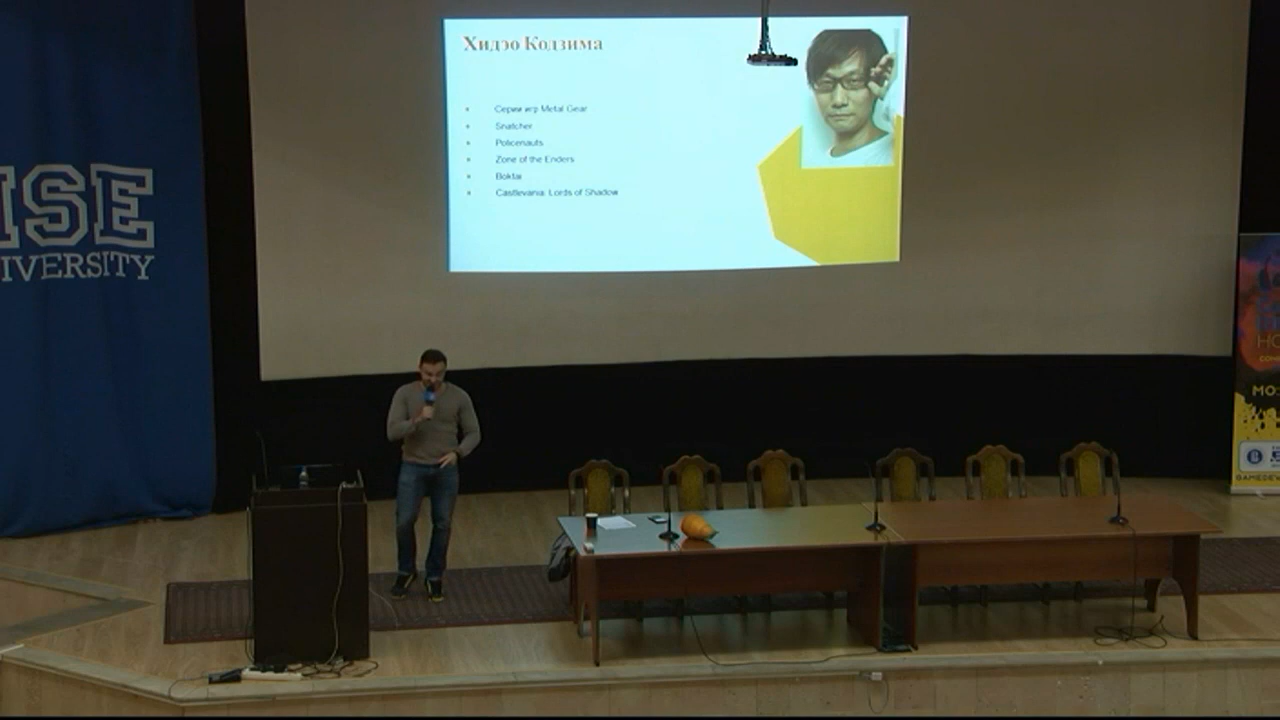 Хидэо Кодзима
Серии игр Metal Gear
Snatcher
Policenauts
Zone of the Enders
Boktai
Castlevania: Lords of Shadow
ISE
IVERSITY